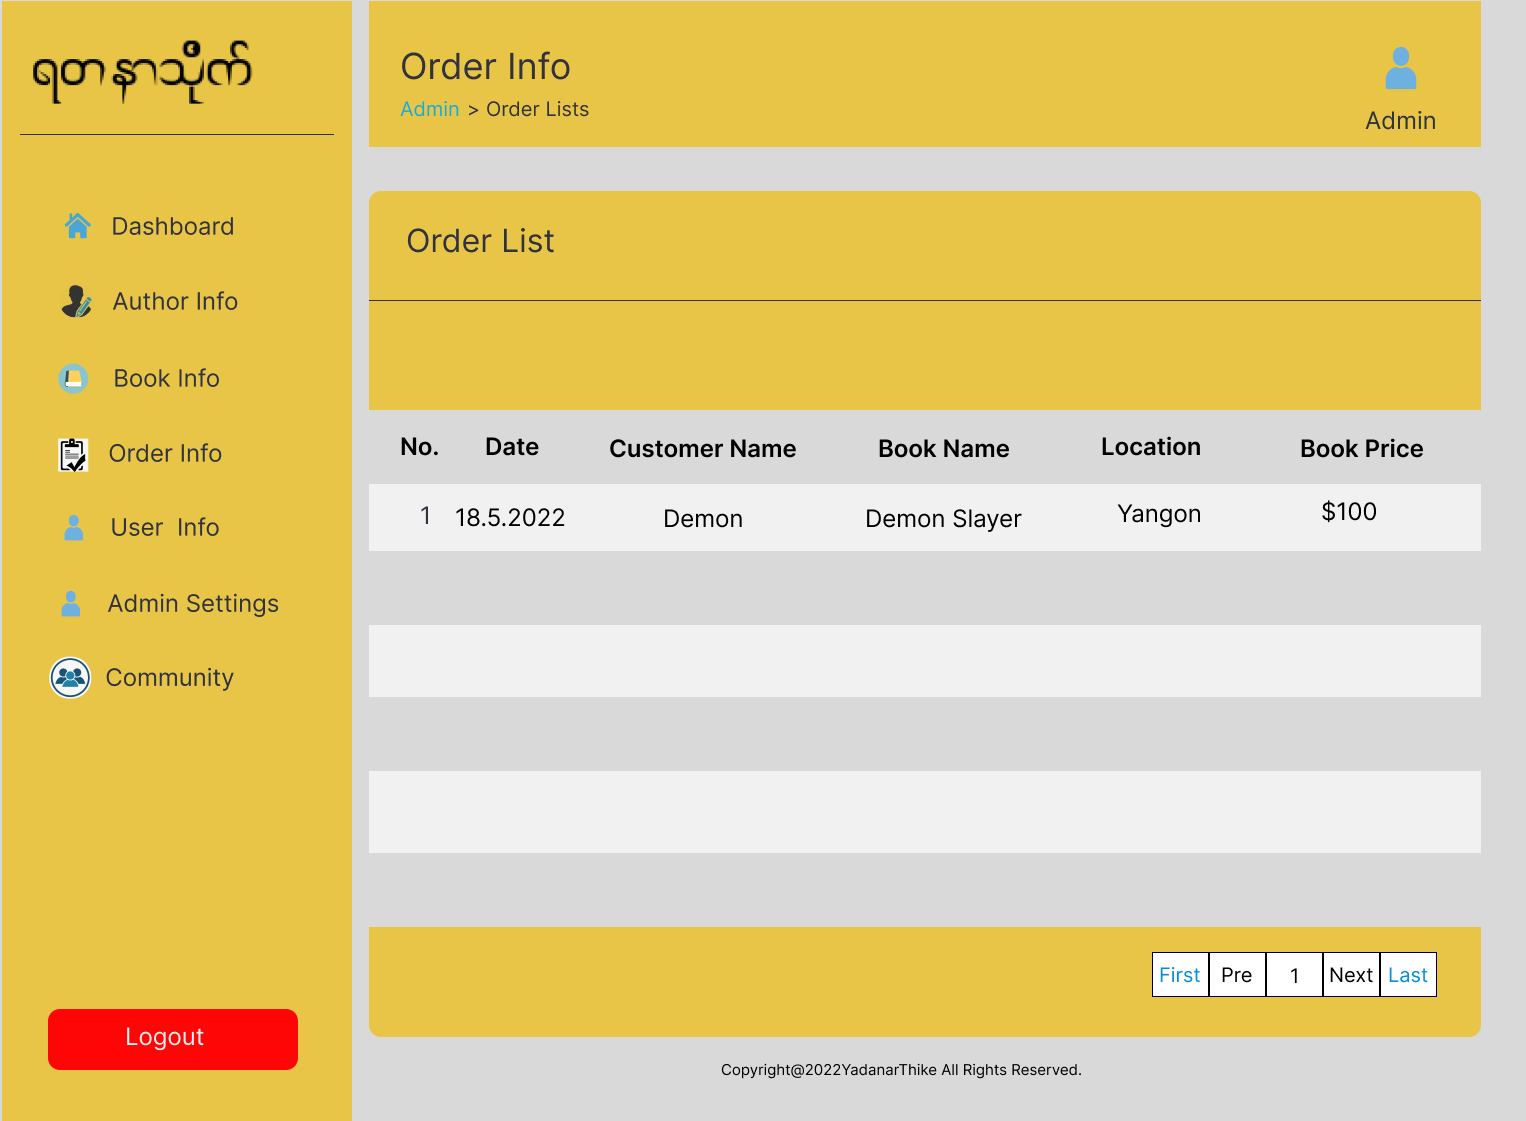 ရတနာသိုက်
Dashboard
Author Info
Book Info
Order Info
User Info
Admin Settings
Community
Logout
Order Info
Admin > Order Lists
Admin
Order List
No. Date Customer Name Book Name Location Book Price
1 18.5.2022 Demon Demon Slayer Yangon $100
First Pre 1 Next Last
Copyright@2022YadanarThike All Rights Reserved.